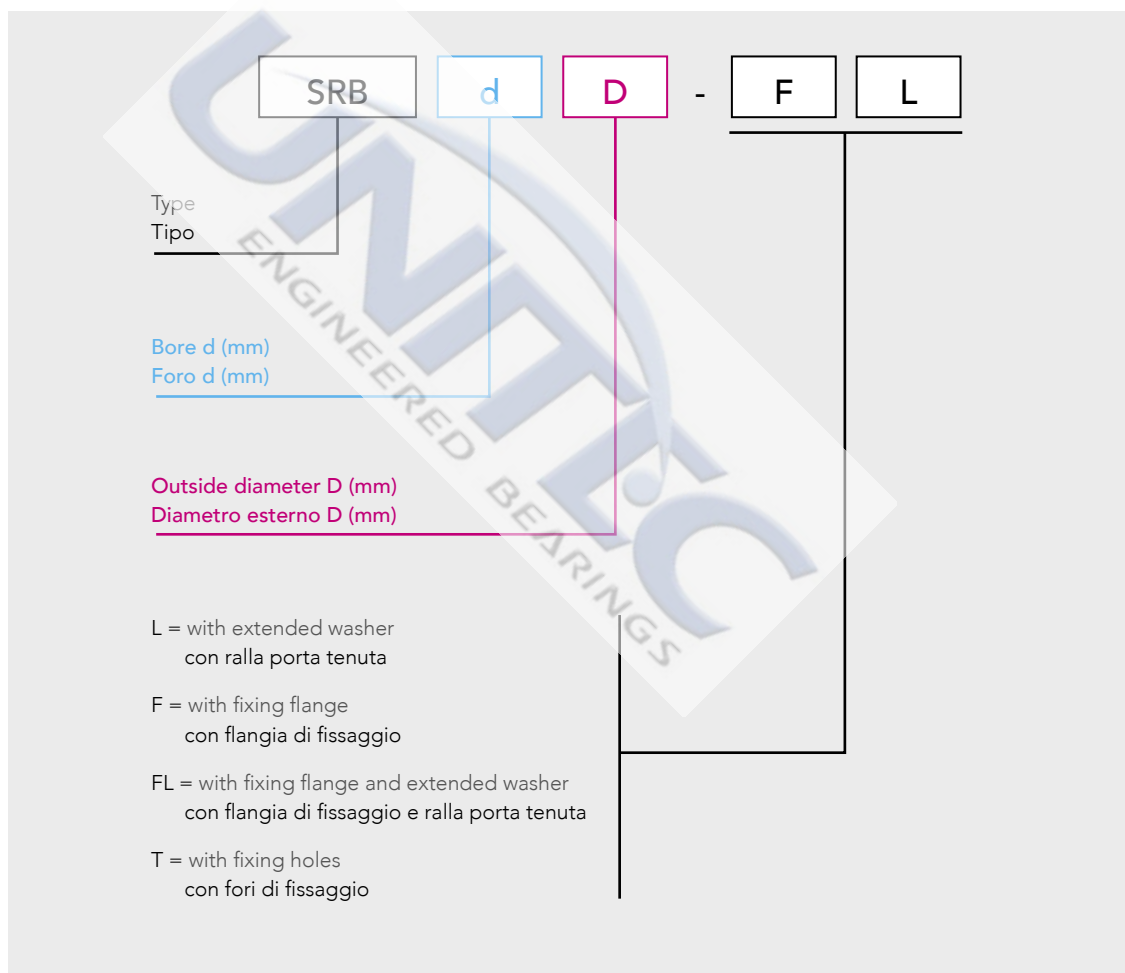 SRB d D - F L
Type
Tipo
Bore d (mm)
Foro d (mm)
Outside diameter D (mm)
Diametro esterno D (mm)
L = with extended washer
con ralla porta tenuta
F = with fixing flange
con flangia di fissaggio
FL = with fixing flange and extended washer
con flangia di fissaggio e ralla porta tenuta
T = with fixing holes
con fori di fissaggio
UNITEC
ENGINEERED BEARINGS